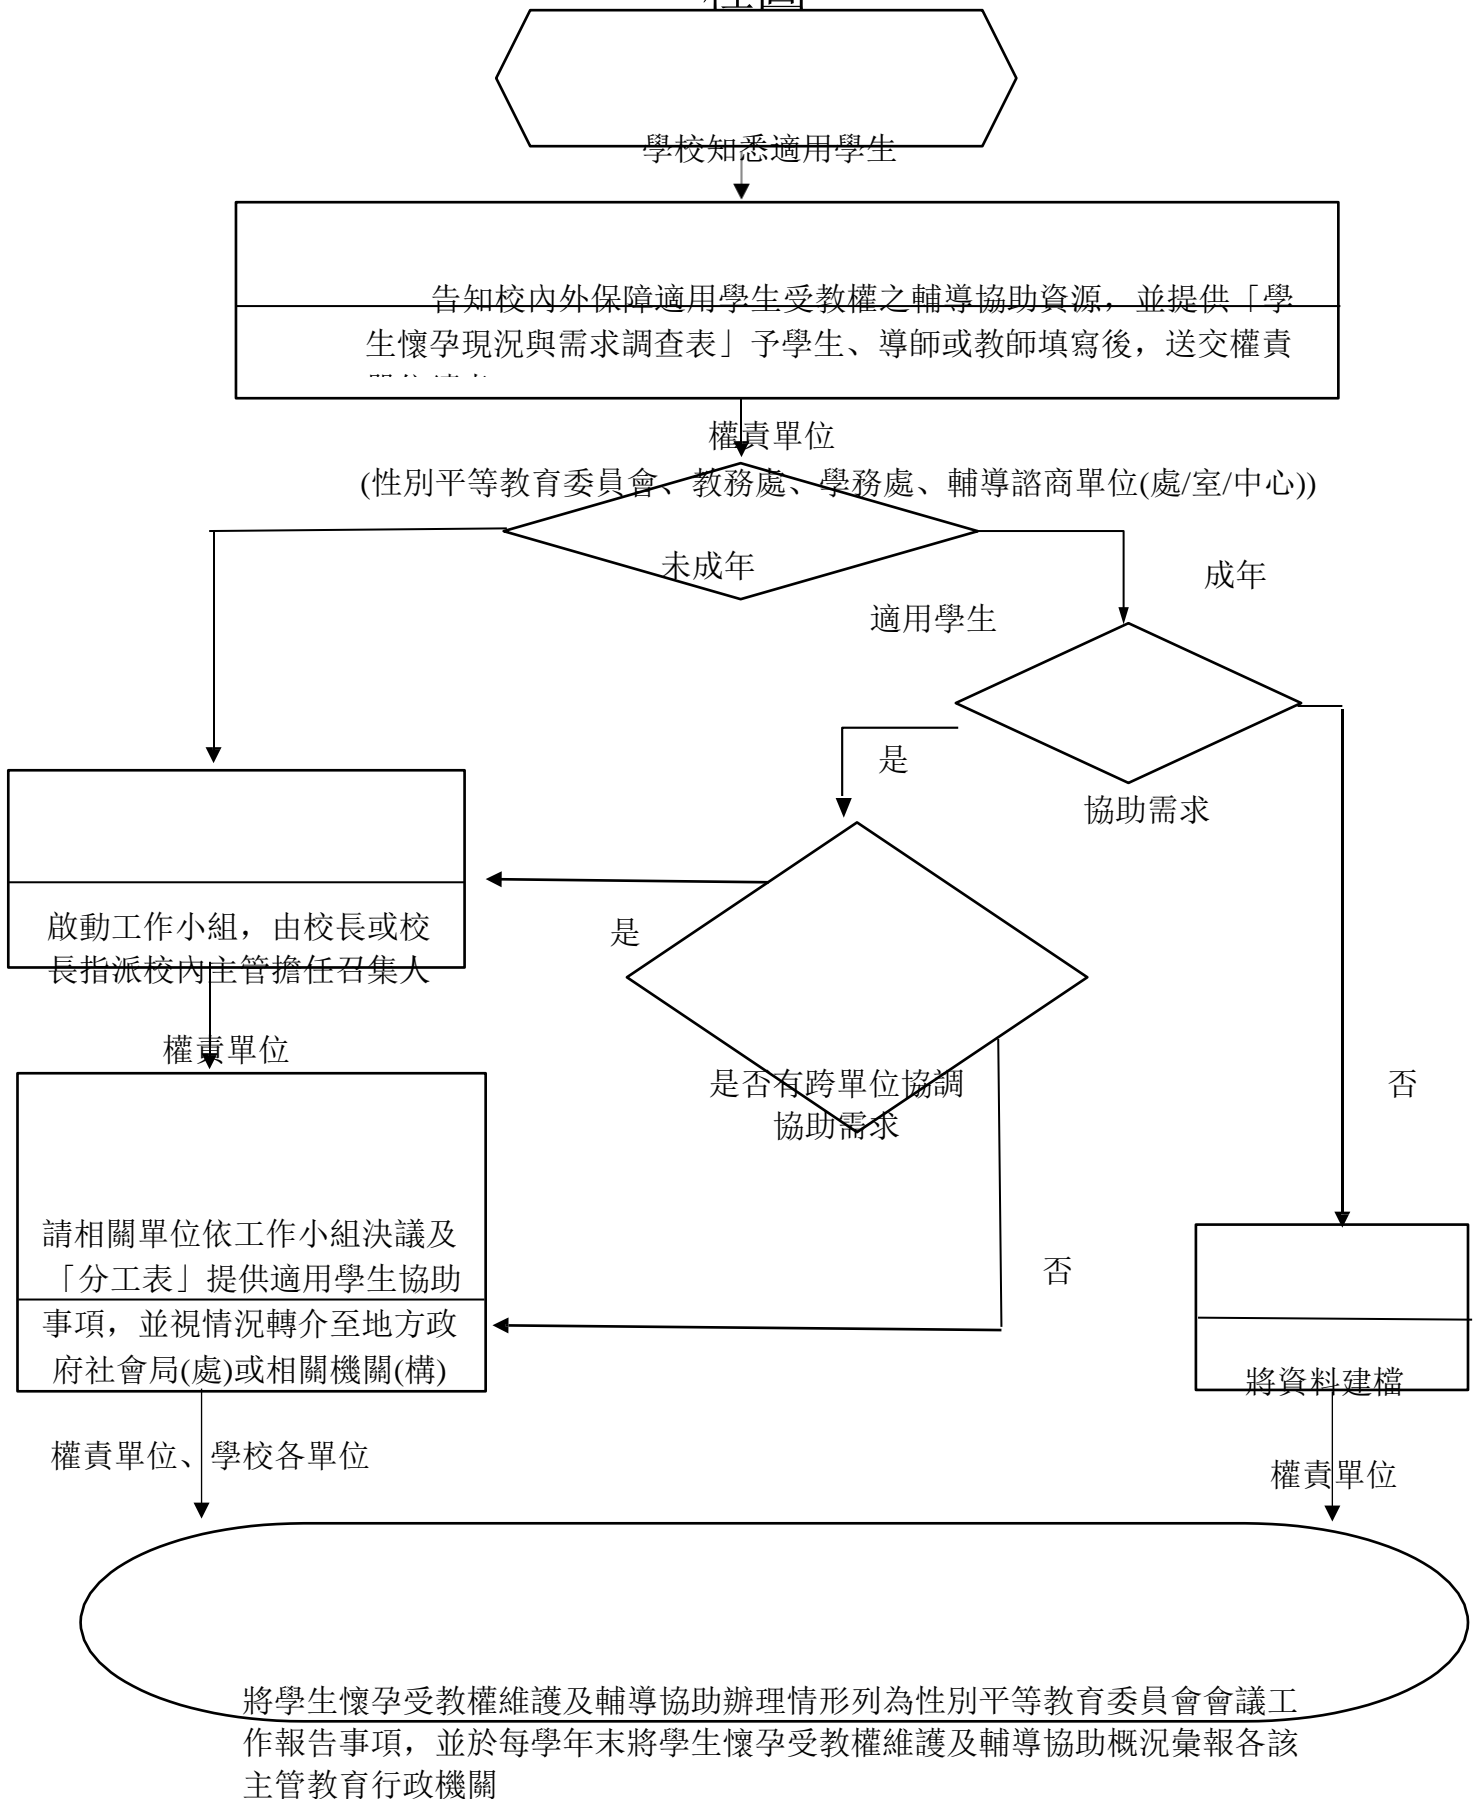 學校知悉適用學生
告知校內外保障適用學生受教權之輔導協助資源，並提供「學
生懷孕現況與需求調查表」予學生、導師或教師填寫後，送交權責
權責單位
(性別平等教育委員會、教務處、學務處、輔導諮商單位(處/室/中心))
未成年
成年
適用學生
是
協助需求
啟動工作小組，由校長或校
長指派校內主管擔任召集人
是
權責單位
是否有跨單位協調
協助需求
否
請相關單位依工作小組決議及
「分工表」提供適用學生協助
事項，並視情況轉介至地方政
府社會局(處)或相關機關(構)
否
將資料建檔
權責單位、學校各單位
權責單位
將學生懷孕受教權維護及輔導協助辦理情形列為性別平等教育委員會會議工
作報告事項，並於每學年末將學生懷孕受教權維護及輔導協助概況彙報各該
主管教育行政機關